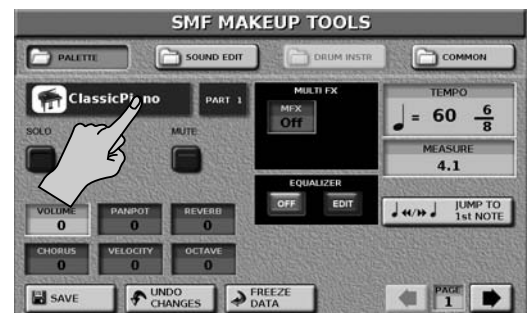 SMF MAKEUP TOOLS
PALETTE
SOUND EDIT
DRUM INSTR
COMMON
ClassicPiano
PART 1
SOLO
MUTE
MULTI FX
MFX
Off
TEMPO
= 60 6/8
MEASURE
4.1
EQUALIZER
OFF
EDIT
JUMP TO
1st NOTE
VOLUME
0
PANPOT
0
REVERB
0
CHORUS
0
VELOCITY
0
OCTAVE
0
SAVE
UNDO
CHANGES
FREEZE
DATA
PAGE
1